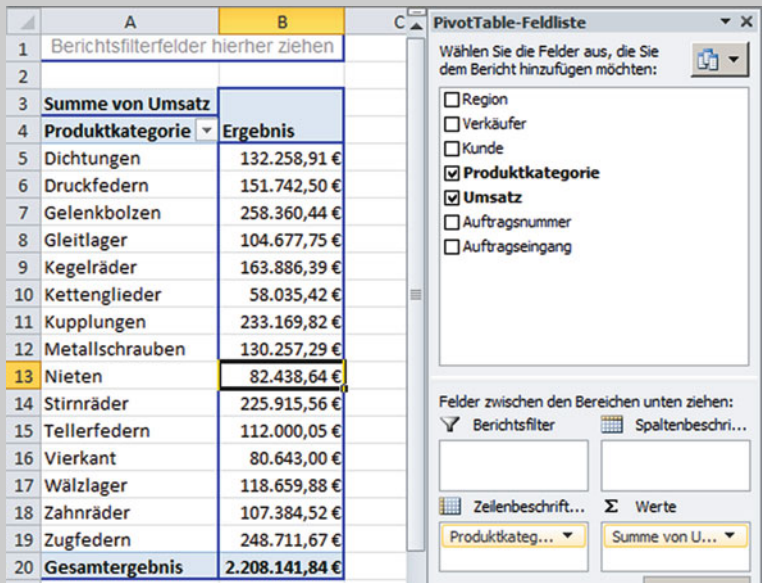 A B C
1 Berichtsfilterfelder hierher ziehen
2
3 Summe von Umsatz
4 Produktkategorie Ergebnis
5 Dichtungen 132.258,91 €
6 Druckfedern 151.742,50 €
7 Gelenkbolzen 258.360,44 €
8 Gleitlager 104.677,75 €
9 Kegelräder 163.886,39 €
10 Kettenglieder 58.035,42 €
11 Kupplungen 233.169,82 €
12 Metallschrauben 130.257,29 €
13 Nieten 82.438,64 €
14 Stirnräder 225.915,56 €
15 Tellerfedern 112.000,05 €
16 Vierkant 80.643,00 €
17 Wälzlager 118.659,88 €
18 Zahnräder 107.384,52 €
19 Zugfedern 248.711,67 €
20 Gesamtergebnis 2.208.141,84 €
PivotTable-Feldliste
Wählen Sie die Felder aus, die Sie
dem Bericht hinzufügen möchten:
Region
Verkäufer
Kunde
Produktkategorie
Umsatz
Auftragsnummer
Auftragseingang
Felder zwischen den Bereichen unten ziehen:
Berichtsfilter Spaltenbeschri...
Zeilenbeschrift... Σ Werte
Produktkateg... Summe von U...